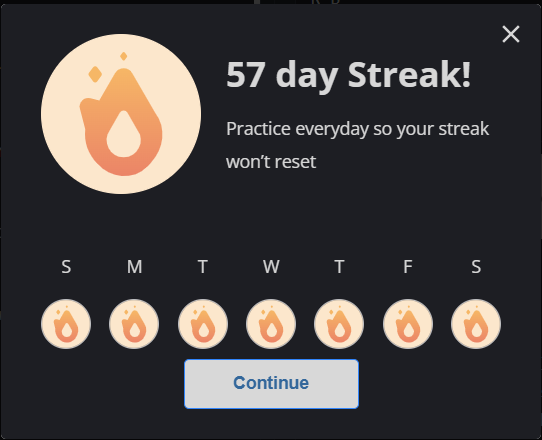 57 day Streak!
Practice everyday so your streak
won’t reset
S M T W T F S
Continue